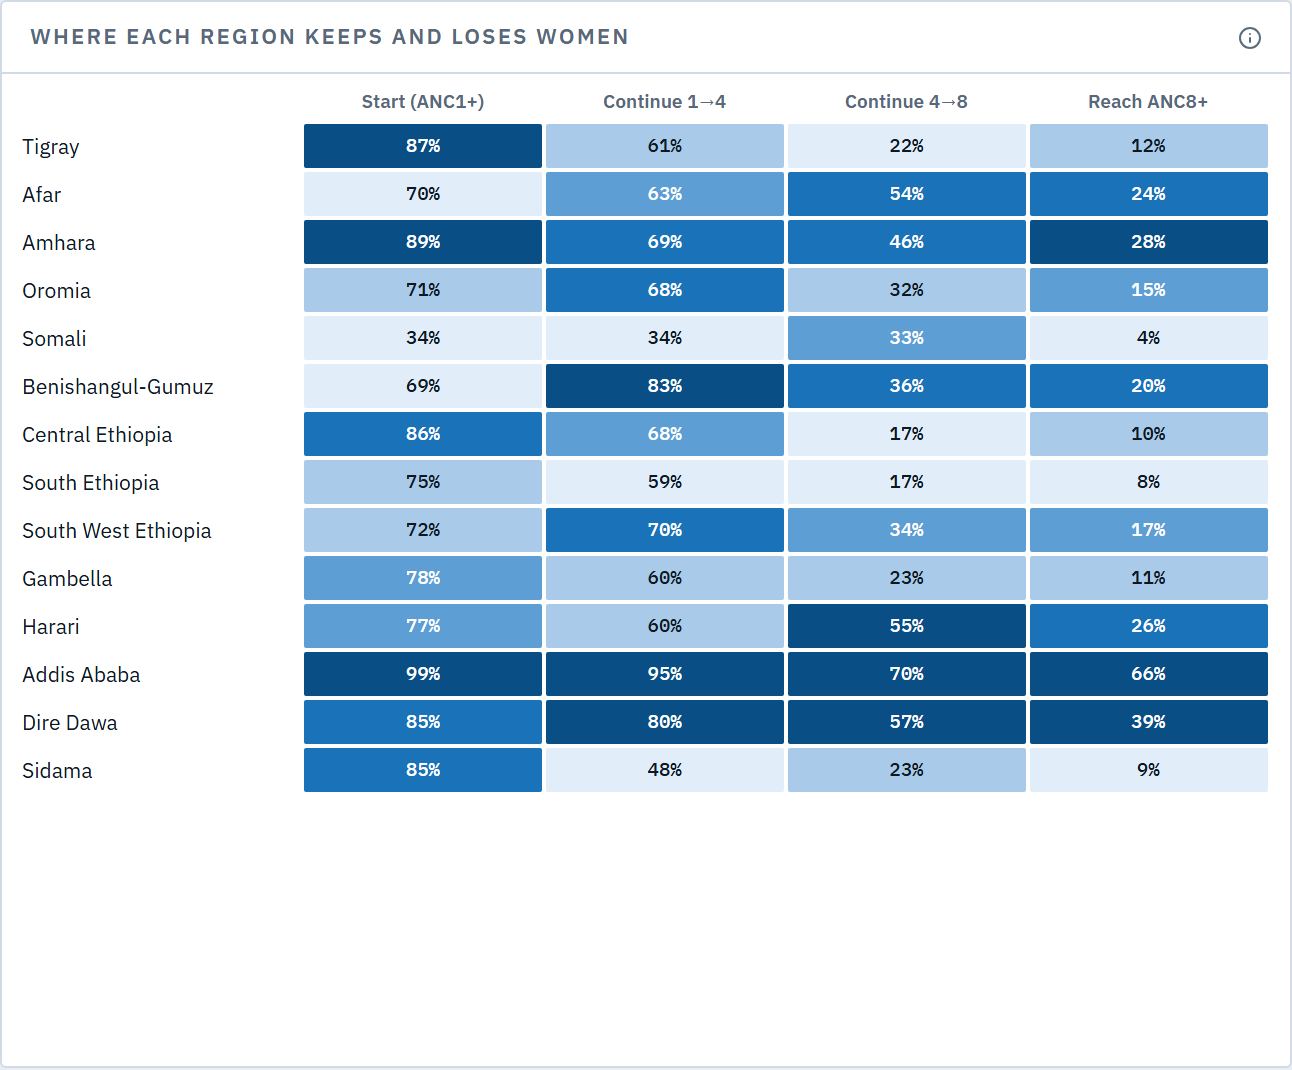 WHERE EACH REGION KEEPS AND LOSES WOMEN
Start (ANC1+) Continue 1→4 Continue 4→8 Reach ANC8+
Tigray 87% 61% 22% 12%
Afar 70% 63% 54% 24%
Amhara 89% 69% 46% 28%
Oromia 71% 68% 32% 15%
Somali 34% 34% 33% 4%
Benishangul-Gumuz 69% 83% 36% 20%
Central Ethiopia 86% 68% 17% 10%
South Ethiopia 75% 59% 17% 8%
South West Ethiopia 72% 70% 34% 17%
Gambella 78% 60% 23% 11%
Harari 77% 60% 55% 26%
Addis Ababa 99% 95% 70% 66%
Dire Dawa 85% 80% 57% 39%
Sidama 85% 48% 23% 9%